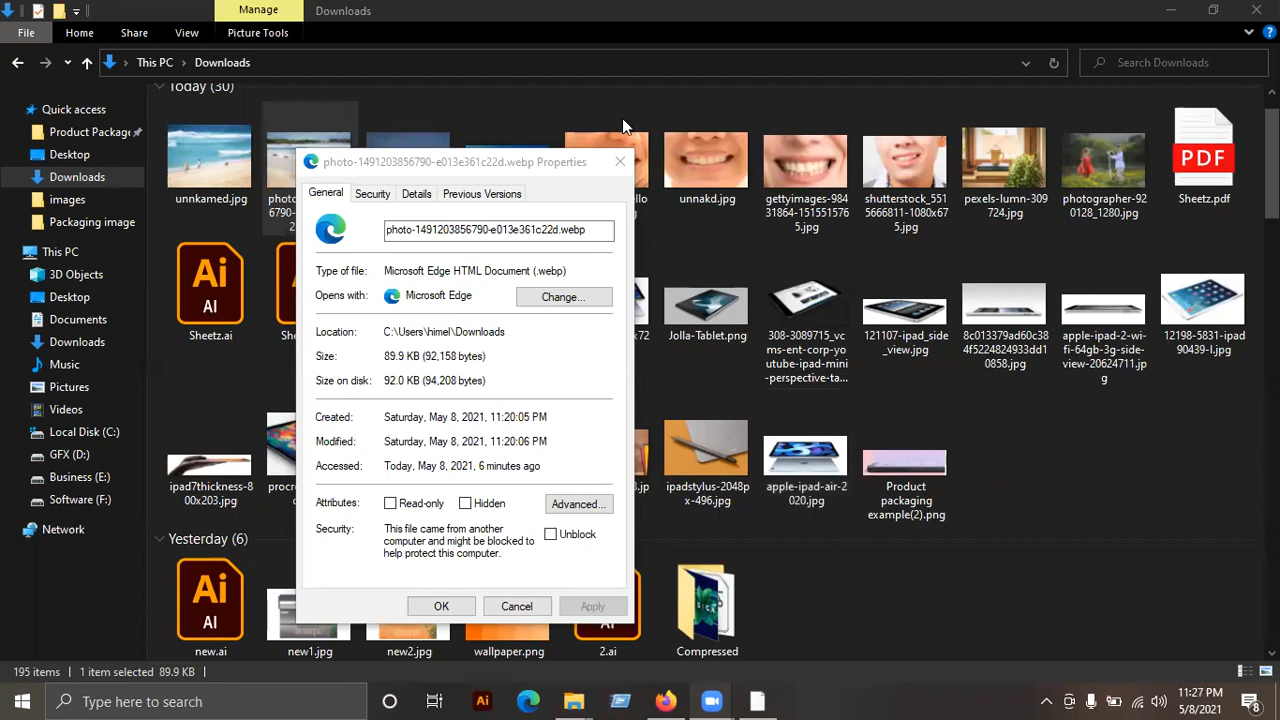 Manage
Downloads
File
Home
Share
View
Picture Tools
This PC
Downloads
Search Downloads
Quick access
Product Package
Desktop
Downloads
images
Packaging image
This PC
3D Objects
Desktop
Documents
Downloads
Music
Pictures
Videos
Local Disk (C:)
GFX (D:)
Business (E:)
Software (F:)
Network
Today (30)
unnkamed.jpg
unnakd.jpg
gettyimages-98
431864-151551576
5.jpg
shutterstock_551
5666811-1080x67
5.jpg
pexels-lumn-309
724.jpg
photographer-92
0128_1280.jpg
PDF
Sheetz.pdf
Ai
AI
Sheetz.ai
Jolla-Tablet.png
308-3089715_vc
ms-ent-corp-yo
utube-ipad-mini
-perspective-ta...
121107-ipad_side
_view.jpg
8c013379ad60c38
4f5224824933dd1
0858.jpg
apple-ipad-2-wi-
fi-64gb-3g-side-
view-20624711.jp
g
12198-5831-ipad
90439-l.jpg
ipad7thickness-8
00x203.jpg
ipadstylus-2048p
x-496.jpg
apple-ipad-air-2
020.jpg
Product
packaging
example(2).png
Yesterday (6)
Ai
AI
new.ai
new1.jpg
new2.jpg
wallpaper.png
2.ai
Compressed
photo-1491203856790-e013e361c22d.webp Properties
General
Security
Details
Previous Versions
photo-1491203856790-e013e361c22d.webp
Type of file:
Microsoft Edge HTML Document (.webp)
Opens with:
Microsoft Edge
Change...
Location:
C:\Users\himel\Downloads
Size:
89.9 KB (92,158 bytes)
Size on disk:
92.0 KB (94,208 bytes)
Created:
Saturday, May 8, 2021, 11:20:05 PM
Modified:
Saturday, May 8, 2021, 11:20:06 PM
Accessed:
Today, May 8, 2021, 6 minutes ago
Attributes:
Read-only
Hidden
Advanced...
Security:
This file came from another
computer and might be blocked to
help protect this computer.
Unblock
OK
Cancel
Apply
195 items
1 item selected 89.9 KB
Type here to search
Ai
11:27 PM
5/8/2021
8